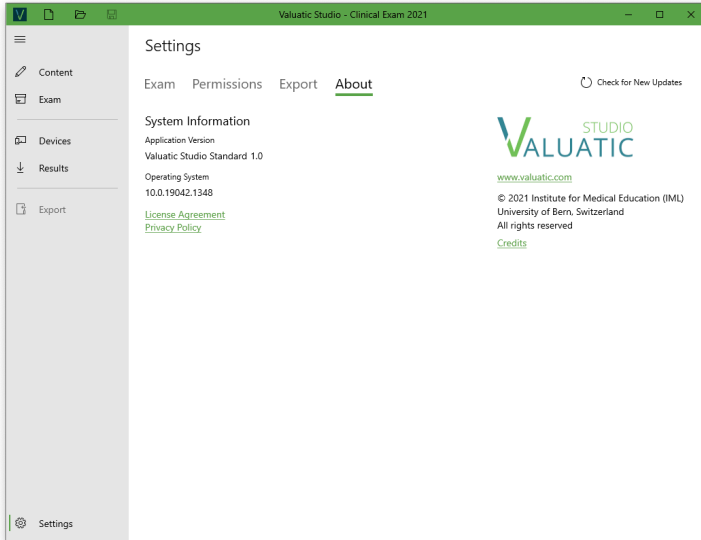 Valuatic Studio - Clinical Exam 2021
Content
Exam
Devices
Results
Export
Settings
Settings
Exam Permissions Export About
Check for New Updates
System Information
Application Version
Valuatic Studio Standard 1.0
Operating System
10.0.19042.1348
License Agreement
Privacy Policy
STUDIO
VALUATIC
www.valuatic.com
© 2021 Institute for Medical Education (IML)
University of Bern, Switzerland
All rights reserved
Credits